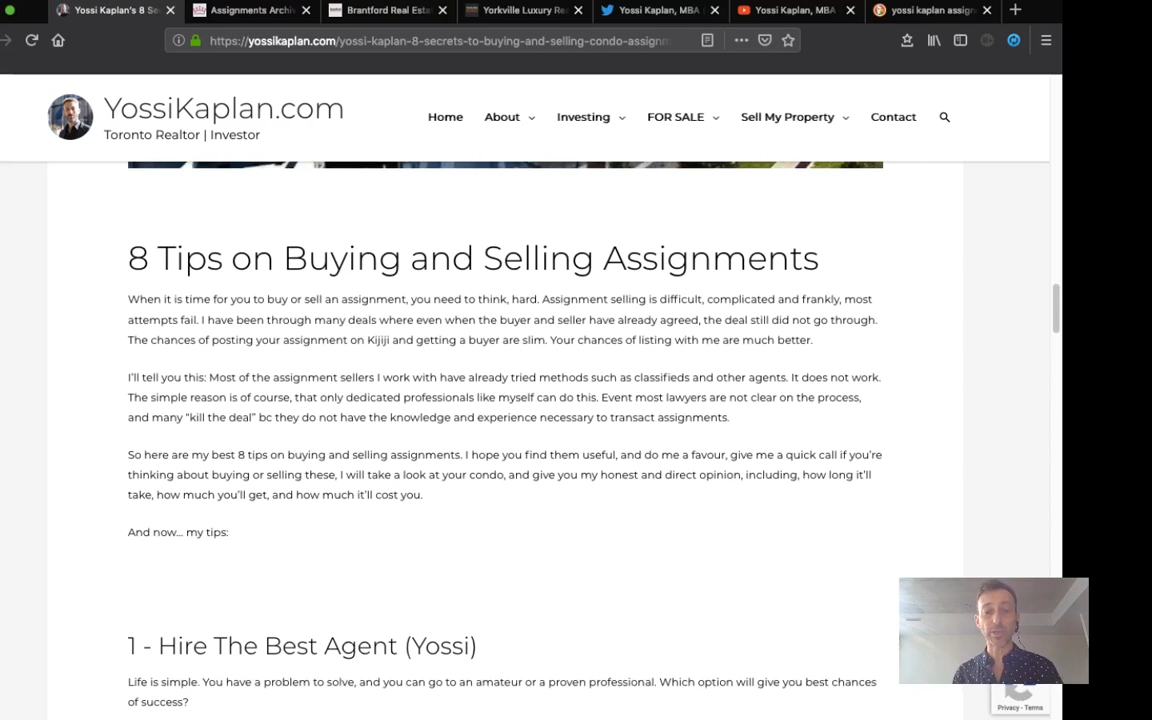 Yossi Kaplan's 8 Se
Assignments Archiv
Brantford Real Esta
Yorkville Luxury Re
Yossi Kaplan, MBA
Yossi Kaplan, MBA
yossi kaplan assign
https://yossikaplan.com/yossi-kaplan-8-secrets-to-buying-and-selling-condo-assignm
YossiKaplan.com
Toronto Realtor | Investor
Home About Investing FOR SALE Sell My Property Contact
8 Tips on Buying and Selling Assignments
When it is time for you to buy or sell an assignment, you need to think, hard. Assignment selling is difficult, complicated and frankly, most
attempts fail. I have been through many deals where even when the buyer and seller have already agreed, the deal still did not go through.
The chances of posting your assignment on Kijiji and getting a buyer are slim. Your chances of listing with me are much better.
I'll tell you this: Most of the assignment sellers I work with have already tried methods such as classifieds and other agents. It does not work.
The simple reason is of course, that only dedicated professionals like myself can do this. Event most lawyers are not clear on the process,
and many “kill the deal” bc they do not have the knowledge and experience necessary to transact assignments.
So here are my best 8 tips on buying and selling assignments. I hope you find them useful, and do me a favour, give me a quick call if you're
thinking about buying or selling these, I will take a look at your condo, and give you my honest and direct opinion, including, how long it'll
take, how much you'll get, and how much it'll cost you.
And now... my tips:
1 - Hire The Best Agent (Yossi)
Life is simple. You have a problem to solve, and you can go to an amateur or a proven professional. Which option will give you best chances
of success?
Privacy - Terms